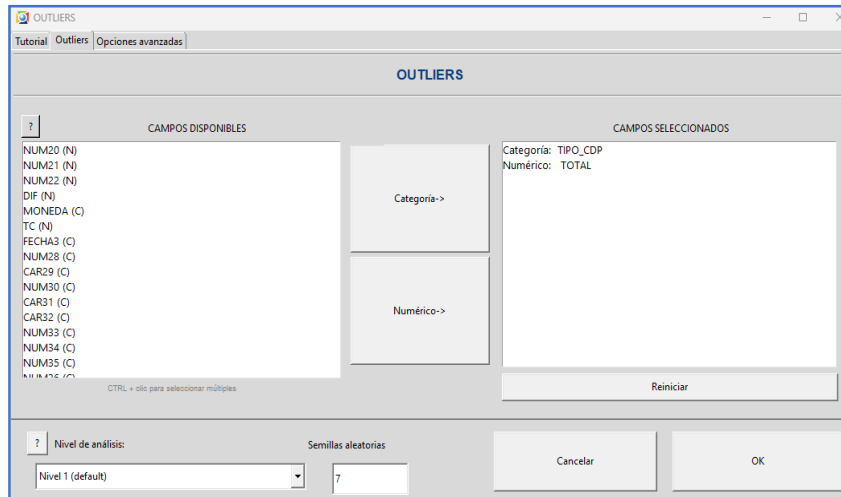 OUTLIERS
Tutorial Outliers Opciones avanzadas
OUTLIERS
? CAMPOS DISPONIBLES
NUM20 (N)
NUM21 (N)
NUM22 (N)
DIF (N)
MONEDA (C)
TC (N)
FECHA3 (C)
NUM28 (C)
CAR29 (C)
NUM30 (C)
CAR31 (C)
CAR32 (C)
NUM33 (C)
NUM34 (C)
NUM35 (C)
NUM36 (C)
CTRL + clic para seleccionar múltiples
Categoría->
Numérico->
CAMPOS SELECCIONADOS
Categoría: TIPO_CDP
Numérico: TOTAL
Reiniciar
? Nivel de análisis:
Nivel 1 (default)
Semillas aleatorias
7
Cancelar
OK